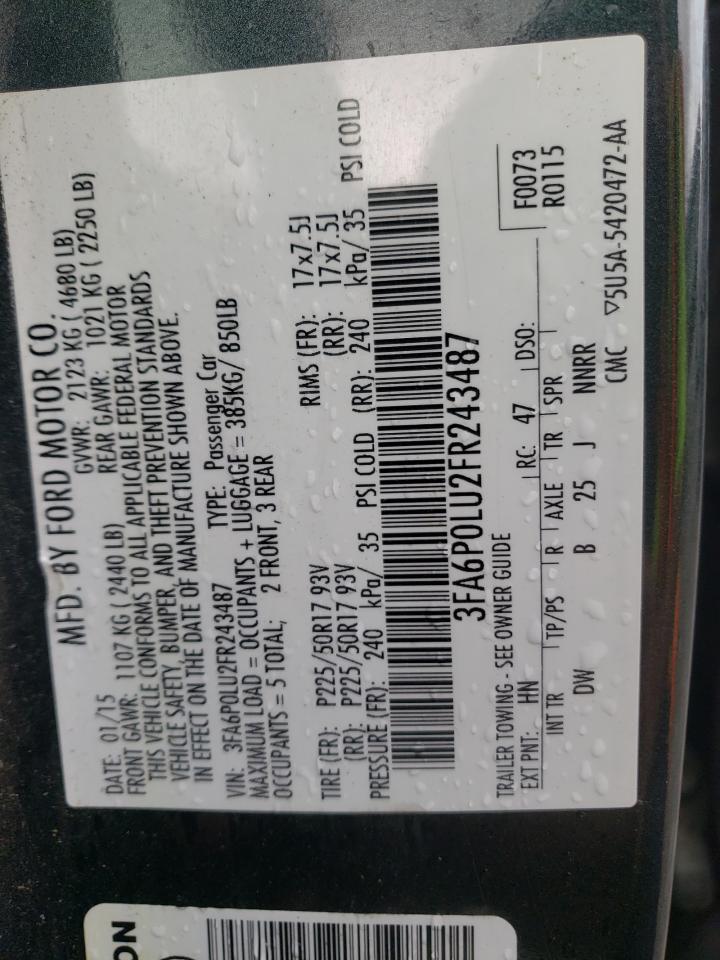 MFD. BY FORD MOTOR CO.
DATE: 01/15 GVWR: 2123 KG ( 4680 LB)
FRONT GAWR: 1107 KG ( 2440 LB) REAR GAWR: 1021 KG ( 2250 LB)
THIS VEHICLE CONFORMS TO ALL APPLICABLE FEDERAL MOTOR
VEHICLE SAFETY, BUMPER, AND THEFT PREVENTION STANDARDS
IN EFFECT ON THE DATE OF MANUFACTURE SHOWN ABOVE.
VIN: 3FA6P0LU2FR243487 TYPE: Passenger Car
MAXIMUM LOAD = OCCUPANTS + LUGGAGE = 385KG/ 850LB
OCCUPANTS = 5 TOTAL; 2 FRONT, 3 REAR
TIRE (FR): P225/50R17 93V RIMS (FR): 17x7.5J
(RR): P225/50R17 93V (RR): 17x7.5J
PRESSURE (FR): 240 kPa/ 35 PSI COLD (RR): 240 kPa/ 35 PSI COLD
3FA6P0LU2FR243487
TRAILER TOWING - SEE OWNER GUIDE
F0073
R0115
EXT PNT: HN RC: 47 DSO:
INT TR TP/PS R AXLE TR SPR
DW B 25 J NNRR
CMC ▽5U5A-5420472-AA
ON